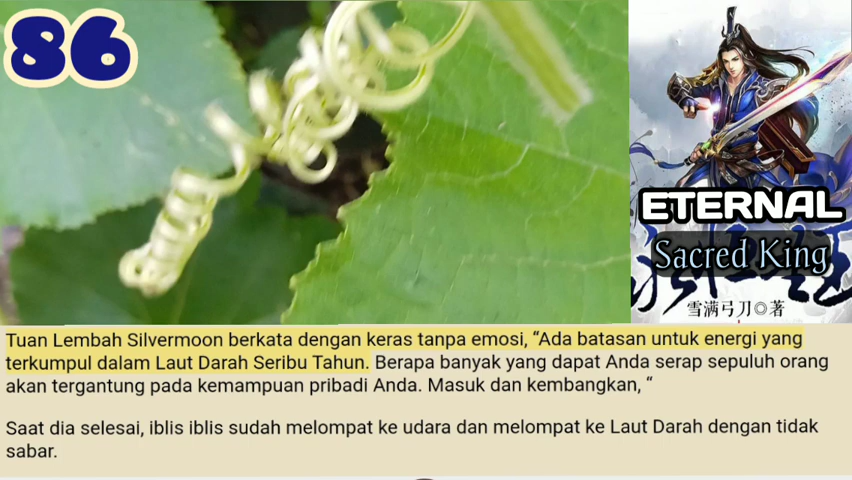 86
ETERNAL
Sacred King
雪满弓刀◎著
Tuan Lembah Silvermoon berkata dengan keras tanpa emosi, “Ada batasan untuk energi yang
terkumpul dalam Laut Darah Seribu Tahun. Berapa banyak yang dapat Anda serap sepuluh orang
akan tergantung pada kemampuan pribadi Anda. Masuk dan kembangkan, “
Saat dia selesai, iblis iblis sudah melompat ke udara dan melompat ke Laut Darah dengan tidak
sabar.